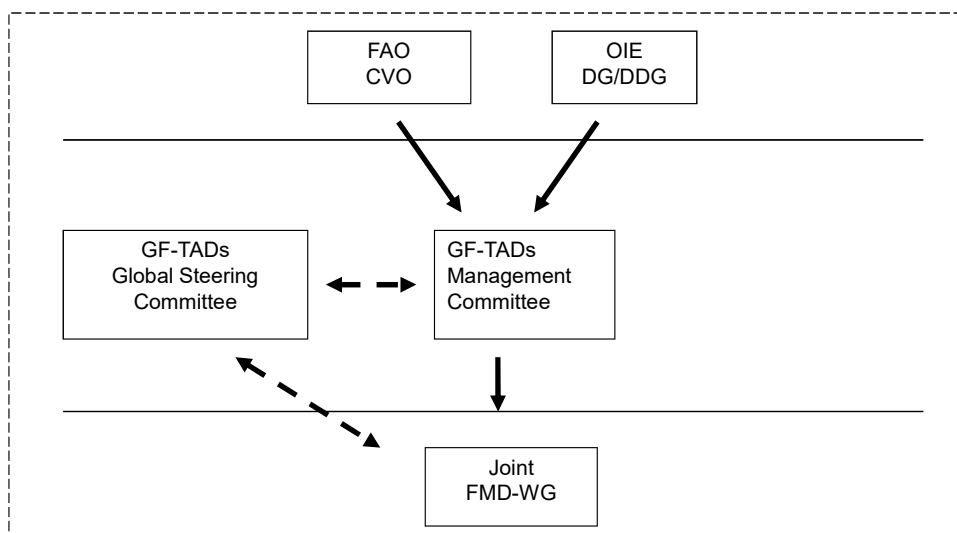 FAO
CVO
OIE
DG/DDG
GF-TADs
Global Steering
Committee
GF-TADs
Management
Committee
Joint
FMD-WG